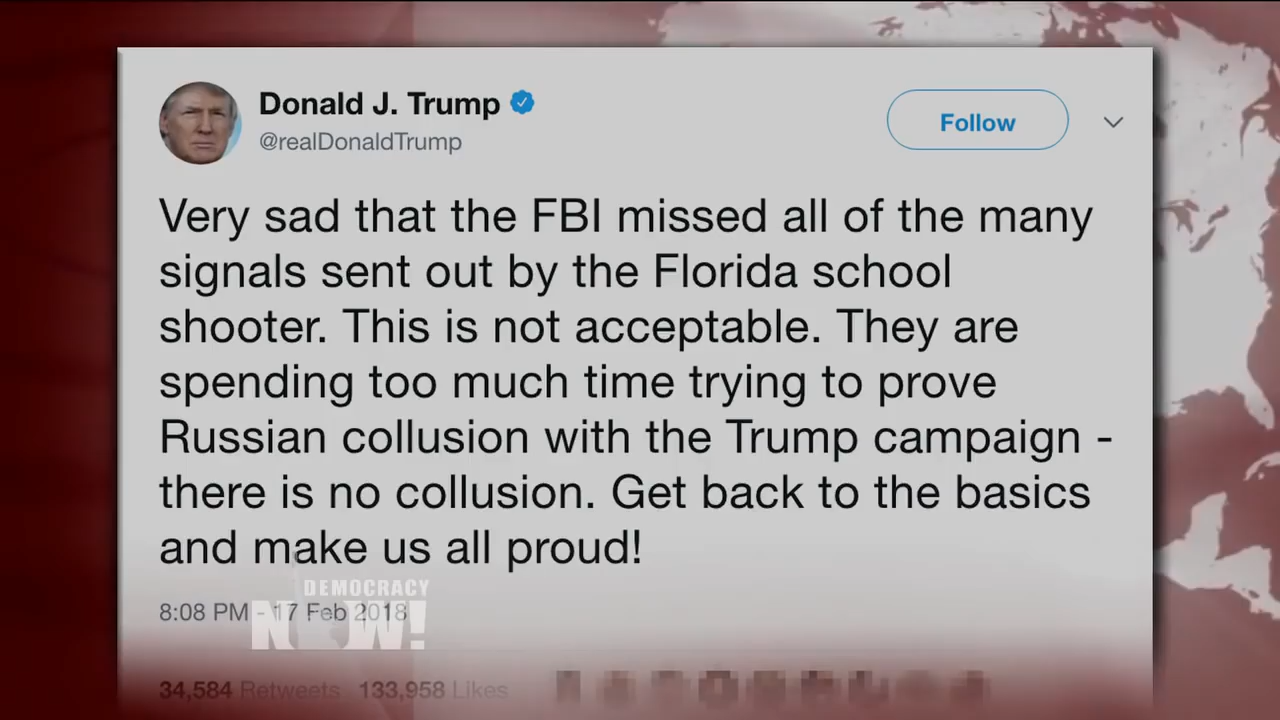 Donald J. Trump
@realDonaldTrump
Follow
Very sad that the FBI missed all of the many
signals sent out by the Florida school
shooter. This is not acceptable. They are
spending too much time trying to prove
Russian collusion with the Trump campaign -
there is no collusion. Get back to the basics
and make us all proud!
DEMOCRACY
NOW!
8:08 PM - 17 Feb 2018
34,584 Retweets 133,958 Likes